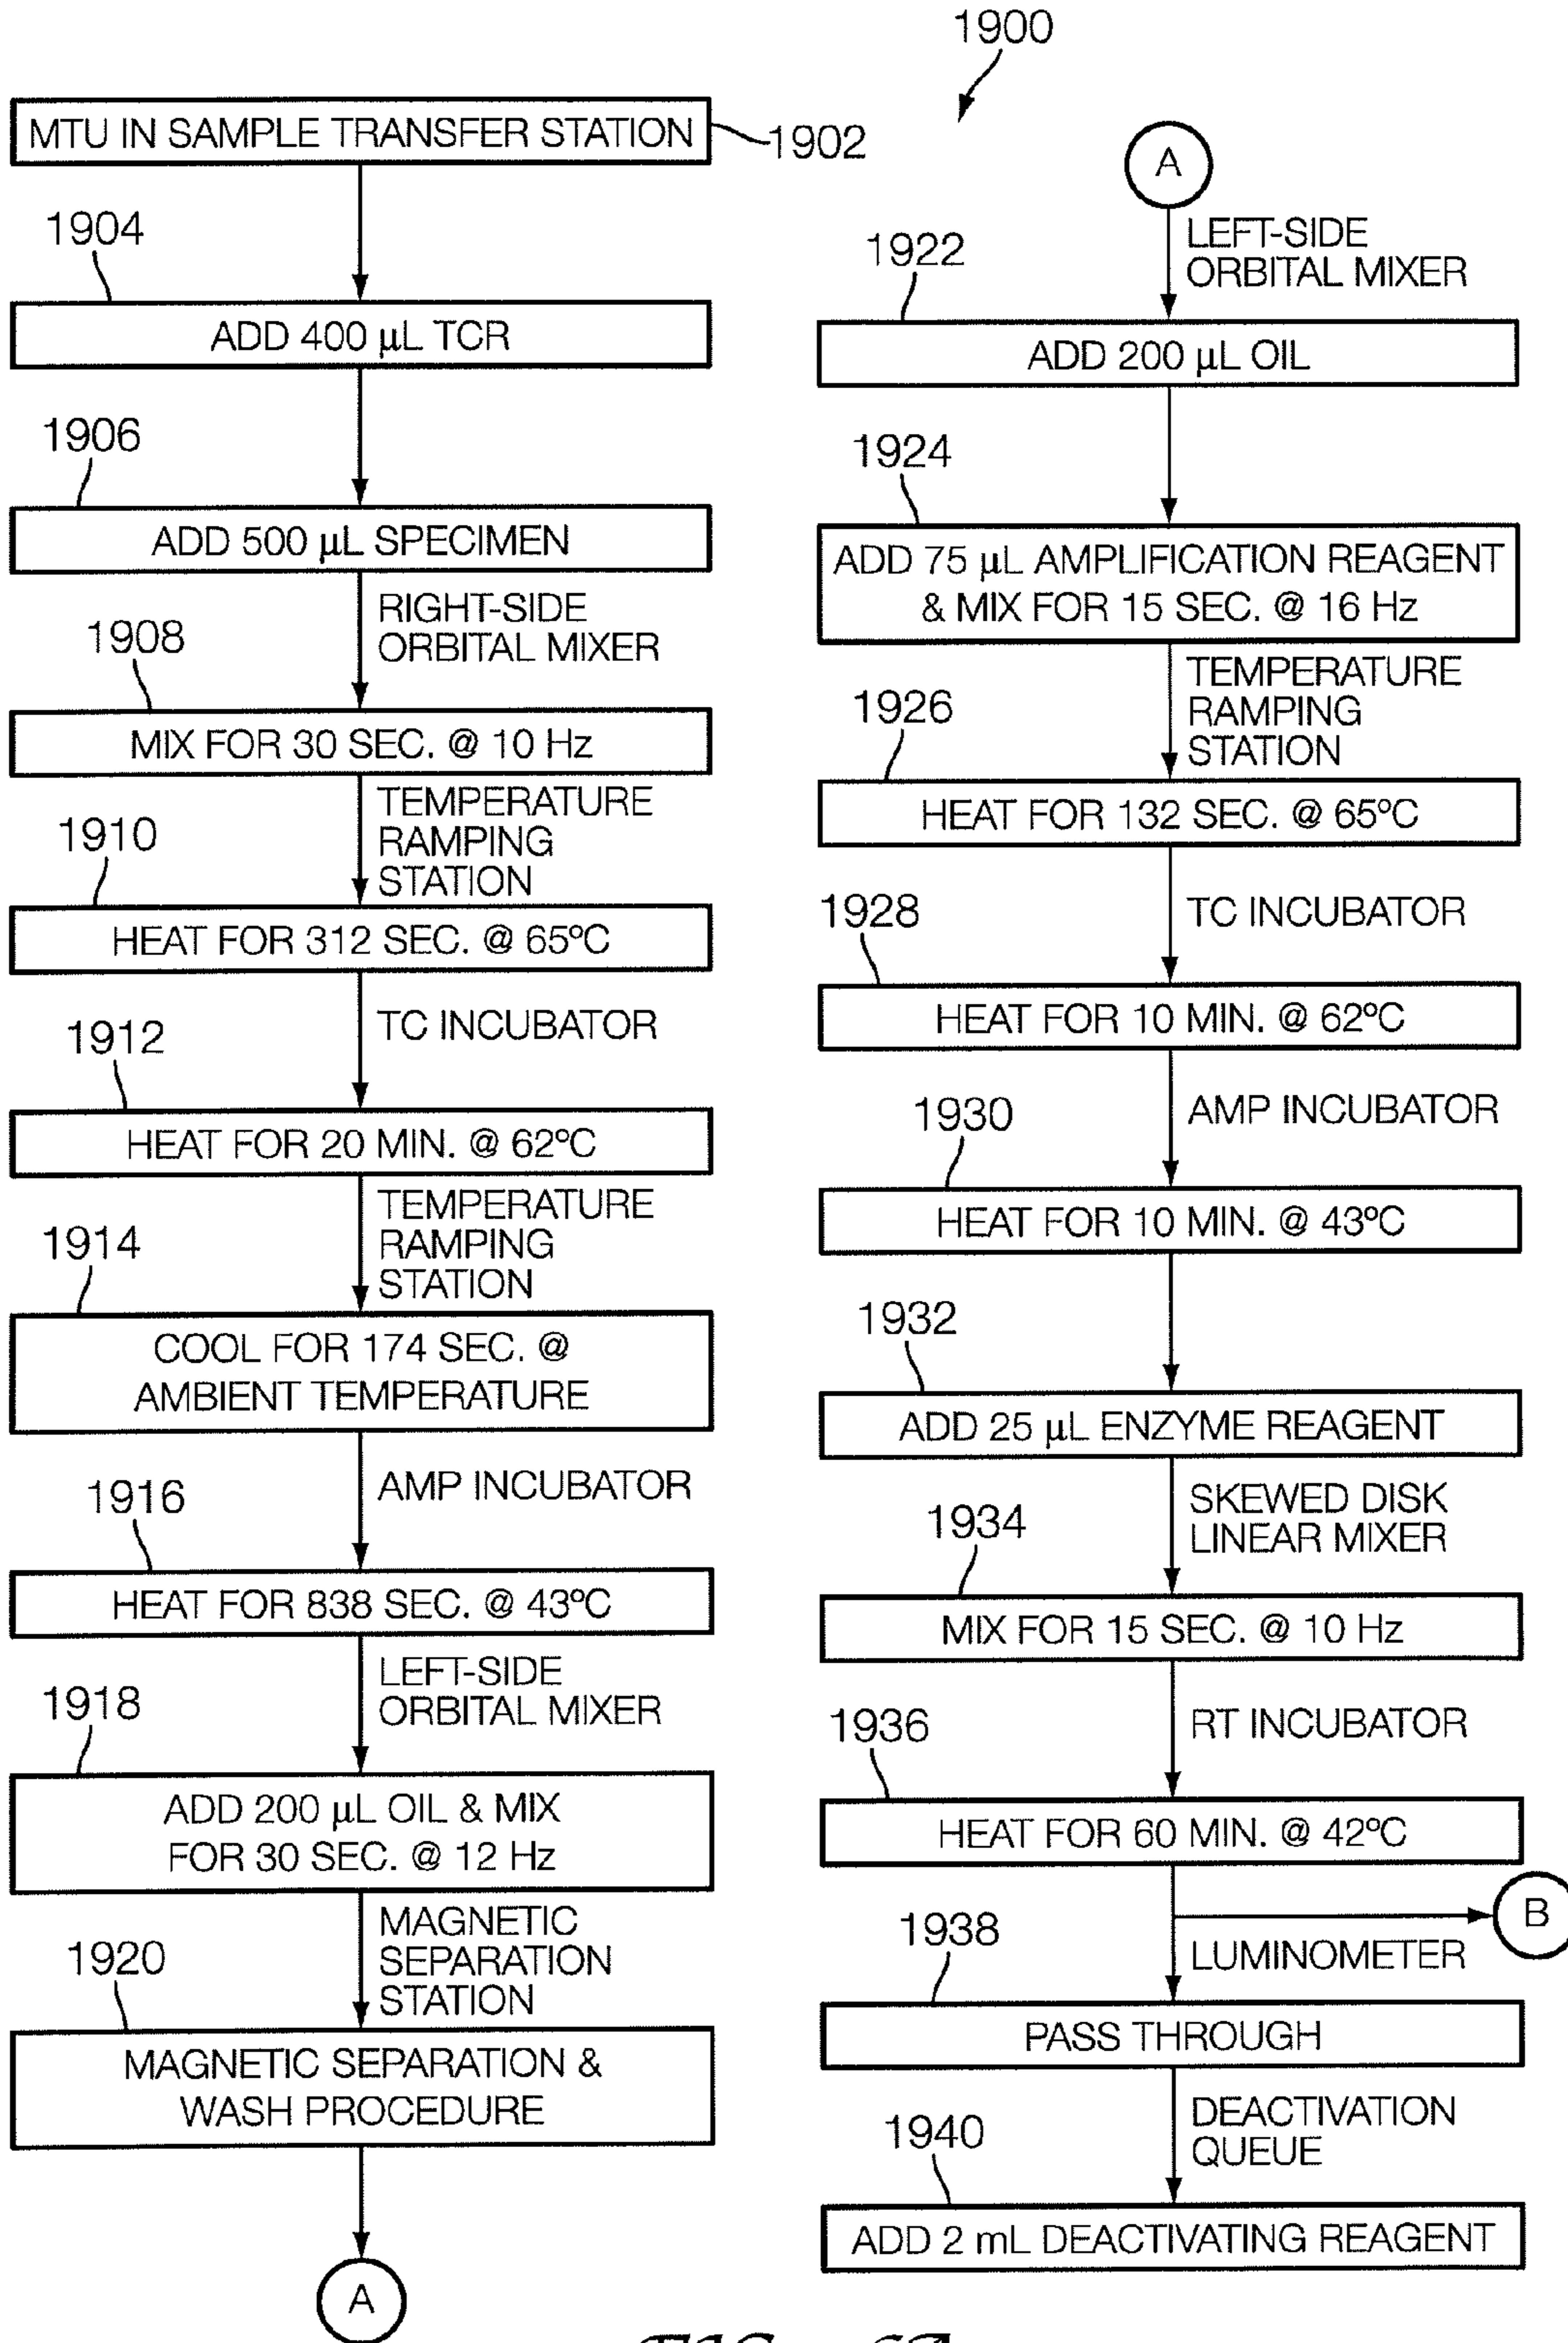 1900
MTU IN SAMPLE TRANSFER STATION
1902
1904
ADD 400 µL TCR
1906
ADD 500 µL SPECIMEN
RIGHT-SIDE
ORBITAL MIXER
1908
MIX FOR 30 SEC. @ 10 Hz
TEMPERATURE
RAMPING
STATION
1910
HEAT FOR 312 SEC. @ 65ºC
TC INCUBATOR
1912
HEAT FOR 20 MIN. @ 62ºC
TEMPERATURE
RAMPING
STATION
1914
COOL FOR 174 SEC. @
AMBIENT TEMPERATURE
AMP INCUBATOR
1916
HEAT FOR 838 SEC. @ 43ºC
LEFT-SIDE
ORBITAL MIXER
1918
ADD 200 µL OIL & MIX
FOR 30 SEC. @ 12 Hz
MAGNETIC
SEPARATION
STATION
1920
MAGNETIC SEPARATION &
WASH PROCEDURE
A
A
LEFT-SIDE
ORBITAL MIXER
1922
ADD 200 µL OIL
1924
ADD 75 µL AMPLIFICATION REAGENT
& MIX FOR 15 SEC. @ 16 Hz
TEMPERATURE
RAMPING
STATION
1926
HEAT FOR 132 SEC. @ 65ºC
TC INCUBATOR
1928
HEAT FOR 10 MIN. @ 62ºC
AMP INCUBATOR
1930
HEAT FOR 10 MIN. @ 43ºC
1932
ADD 25 µL ENZYME REAGENT
SKEWED DISK
LINEAR MIXER
1934
MIX FOR 15 SEC. @ 10 Hz
RT INCUBATOR
1936
HEAT FOR 60 MIN. @ 42ºC
B
LUMINOMETER
1938
PASS THROUGH
DEACTIVATION
QUEUE
1940
ADD 2 mL DEACTIVATING REAGENT